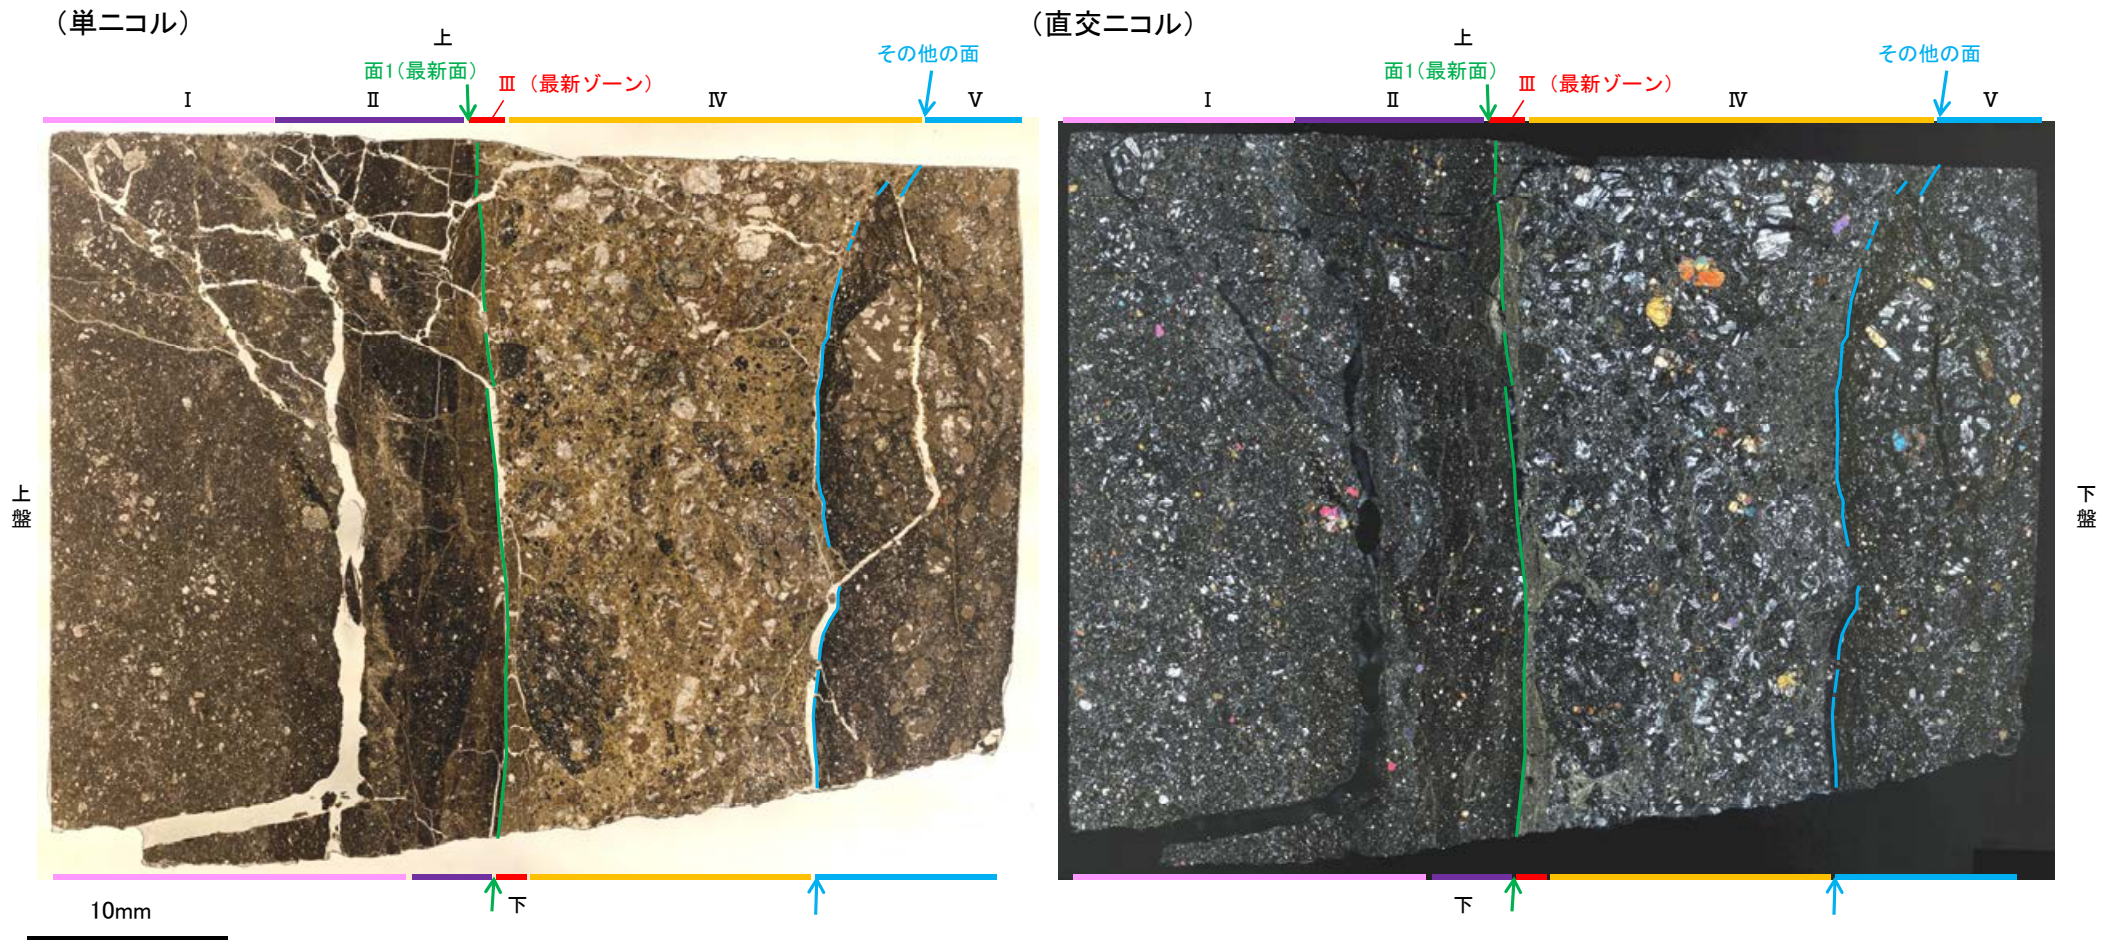 （単ニコル）
上
面1（最新面）
Ⅲ（最新ゾーン）
その他の面
Ⅰ
Ⅱ
Ⅳ
Ⅴ
上盤
下
10mm
（直交ニコル）
上
面1（最新面）
Ⅲ（最新ゾーン）
その他の面
Ⅰ
Ⅱ
Ⅳ
Ⅴ
下盤
下